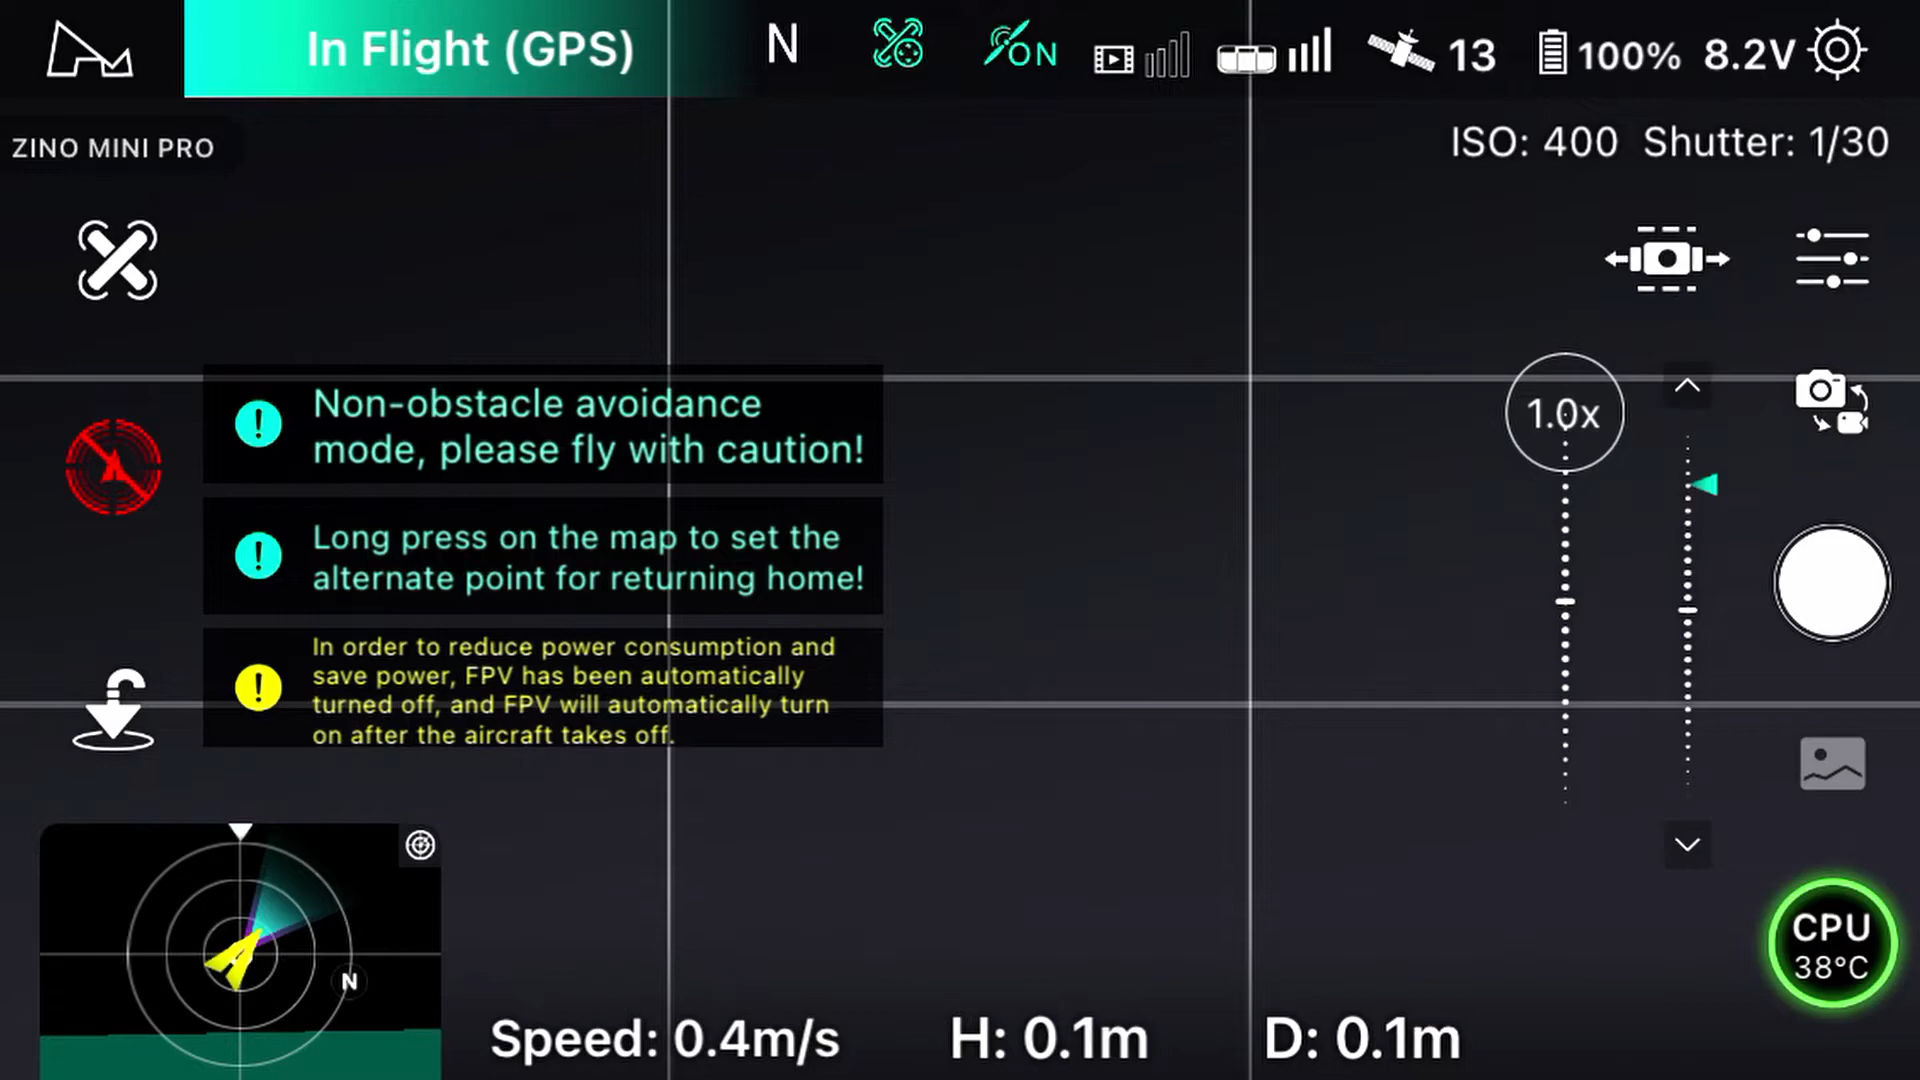 In Flight (GPS)
N
ON
13
100%
8.2V
ZINO MINI PRO
ISO: 400 Shutter: 1/30
1.0x
Non-obstacle avoidance
mode, please fly with caution!
Long press on the map to set the
alternate point for returning home!
In order to reduce power consumption and
save power, FPV has been automatically
turned off, and FPV will automatically turn
on after the aircraft takes off.
N
CPU
38°C
Speed: 0.4m/s
H: 0.1m
D: 0.1m